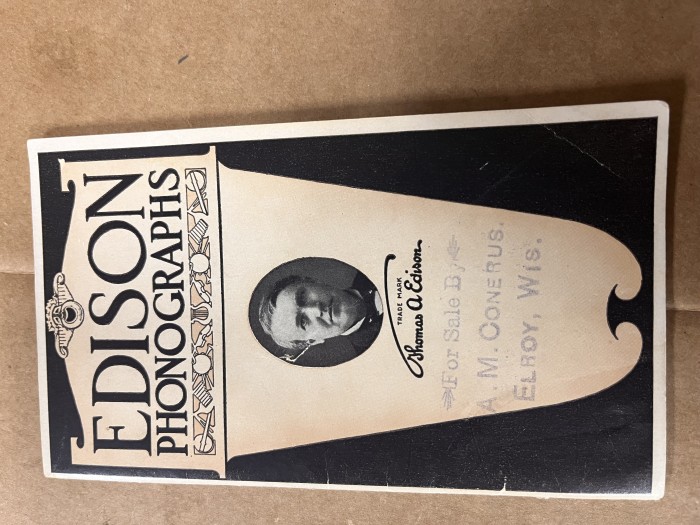 EDISON
PHONOGRAPHS
TRADE MARK
Thomas A Edison.
For Sale By
A. M. CONERUS.
ELROY, WIS.